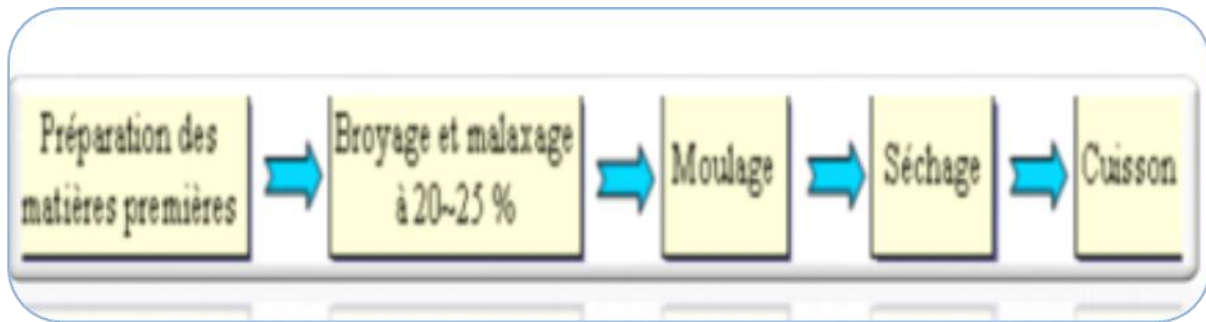 Préparation des
matières premières
Broyage et malaxage
à 20~25 %
Moulage
Séchage
Cuisson